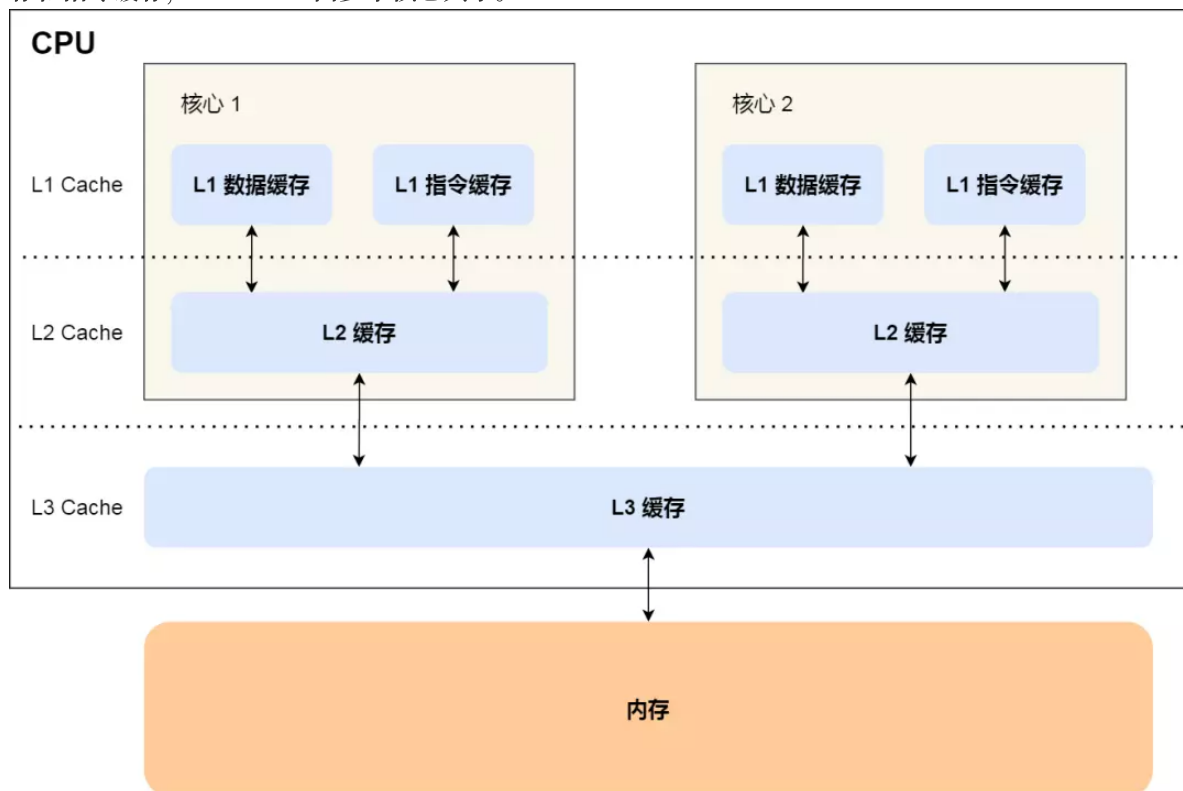 CPU
核心 1
核心 2
L1 Cache
L1 数据缓存
L1 指令缓存
L1 数据缓存
L1 指令缓存
L2 Cache
L2 缓存
L2 缓存
L3 Cache
L3 缓存
内存